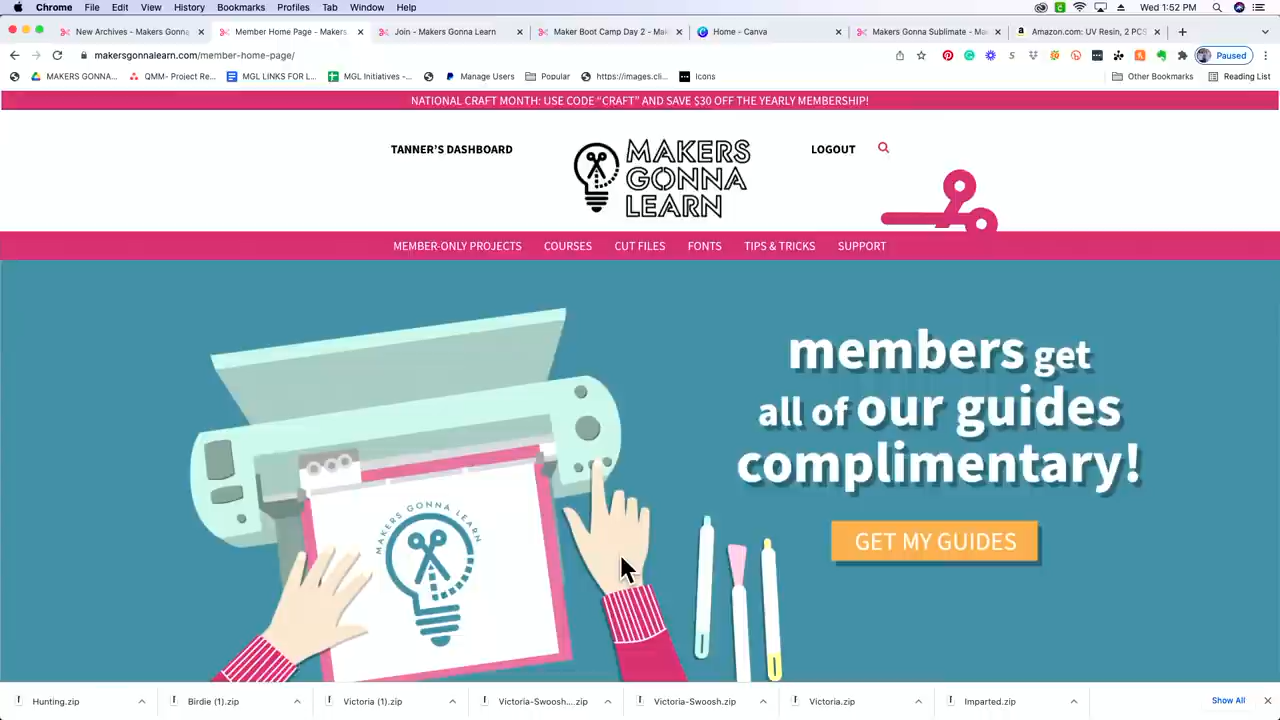 Chrome File Edit View History Bookmarks Profiles Tab Window Help Wed 1:52 PM
New Archives - Makers Gonna Member Home Page - Makers Join - Makers Gonna Learn Maker Boot Camp Day 2 - Mak Home - Canva Makers Gonna Sublimate - Ma Amazon.com: UV Resin, 2 PCS
makersgonnalearn.com/member-home-page/ Paused
MAKERS GONNA... QMM- Project Re... MGL LINKS FOR L... MGL Initiatives -... Manage Users Popular https://images.cli... Icons Other Bookmarks Reading List
NATIONAL CRAFT MONTH: USE CODE “CRAFT” AND SAVE $30 OFF THE YEARLY MEMBERSHIP!
TANNER’S DASHBOARD
MAKERS
GONNA
LEARN
LOGOUT
MEMBER-ONLY PROJECTS COURSES CUT FILES FONTS TIPS & TRICKS SUPPORT
MAKERS GONNA LEARN
members get
all of our guides
complimentary!
GET MY GUIDES
Hunting.zip Birdie (1).zip Victoria (1).zip Victoria-Swoosh....zip Victoria-Swoosh.zip Victoria.zip Imparted.zip Show All